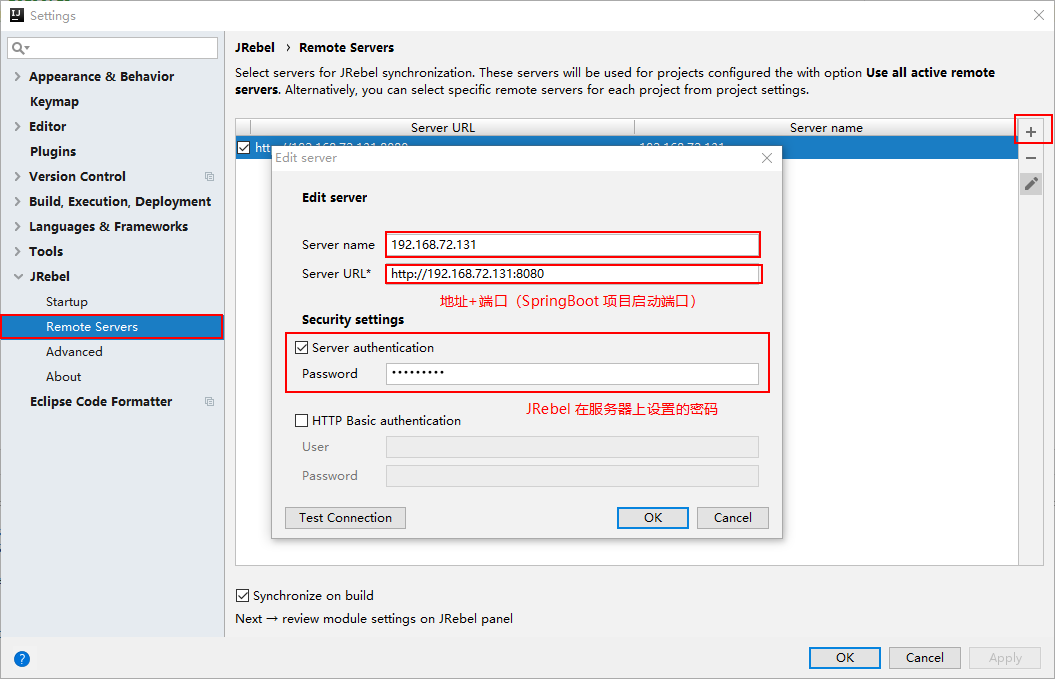 Settings
JRebel › Remote Servers
Appearance & Behavior
Keymap
Editor
Plugins
Version Control
Build, Execution, Deployment
Languages & Frameworks
Tools
JRebel
Startup
Remote Servers
Advanced
About
Eclipse Code Formatter
Select servers for JRebel synchronization. These servers will be used for projects configured the with option Use all active remote
servers. Alternatively, you can select specific remote servers for each project from project settings.
Server URL Server name
Edit server
Edit server
Server name 192.168.72.131
Server URL* http://192.168.72.131:8080
地址+端口（SpringBoot 项目启动端口）
Security settings
Server authentication
Password •••••••••
JRebel 在服务器上设置的密码
HTTP Basic authentication
User
Password
Test Connection OK Cancel
Synchronize on build
Next → review module settings on JRebel panel
? OK Cancel Apply